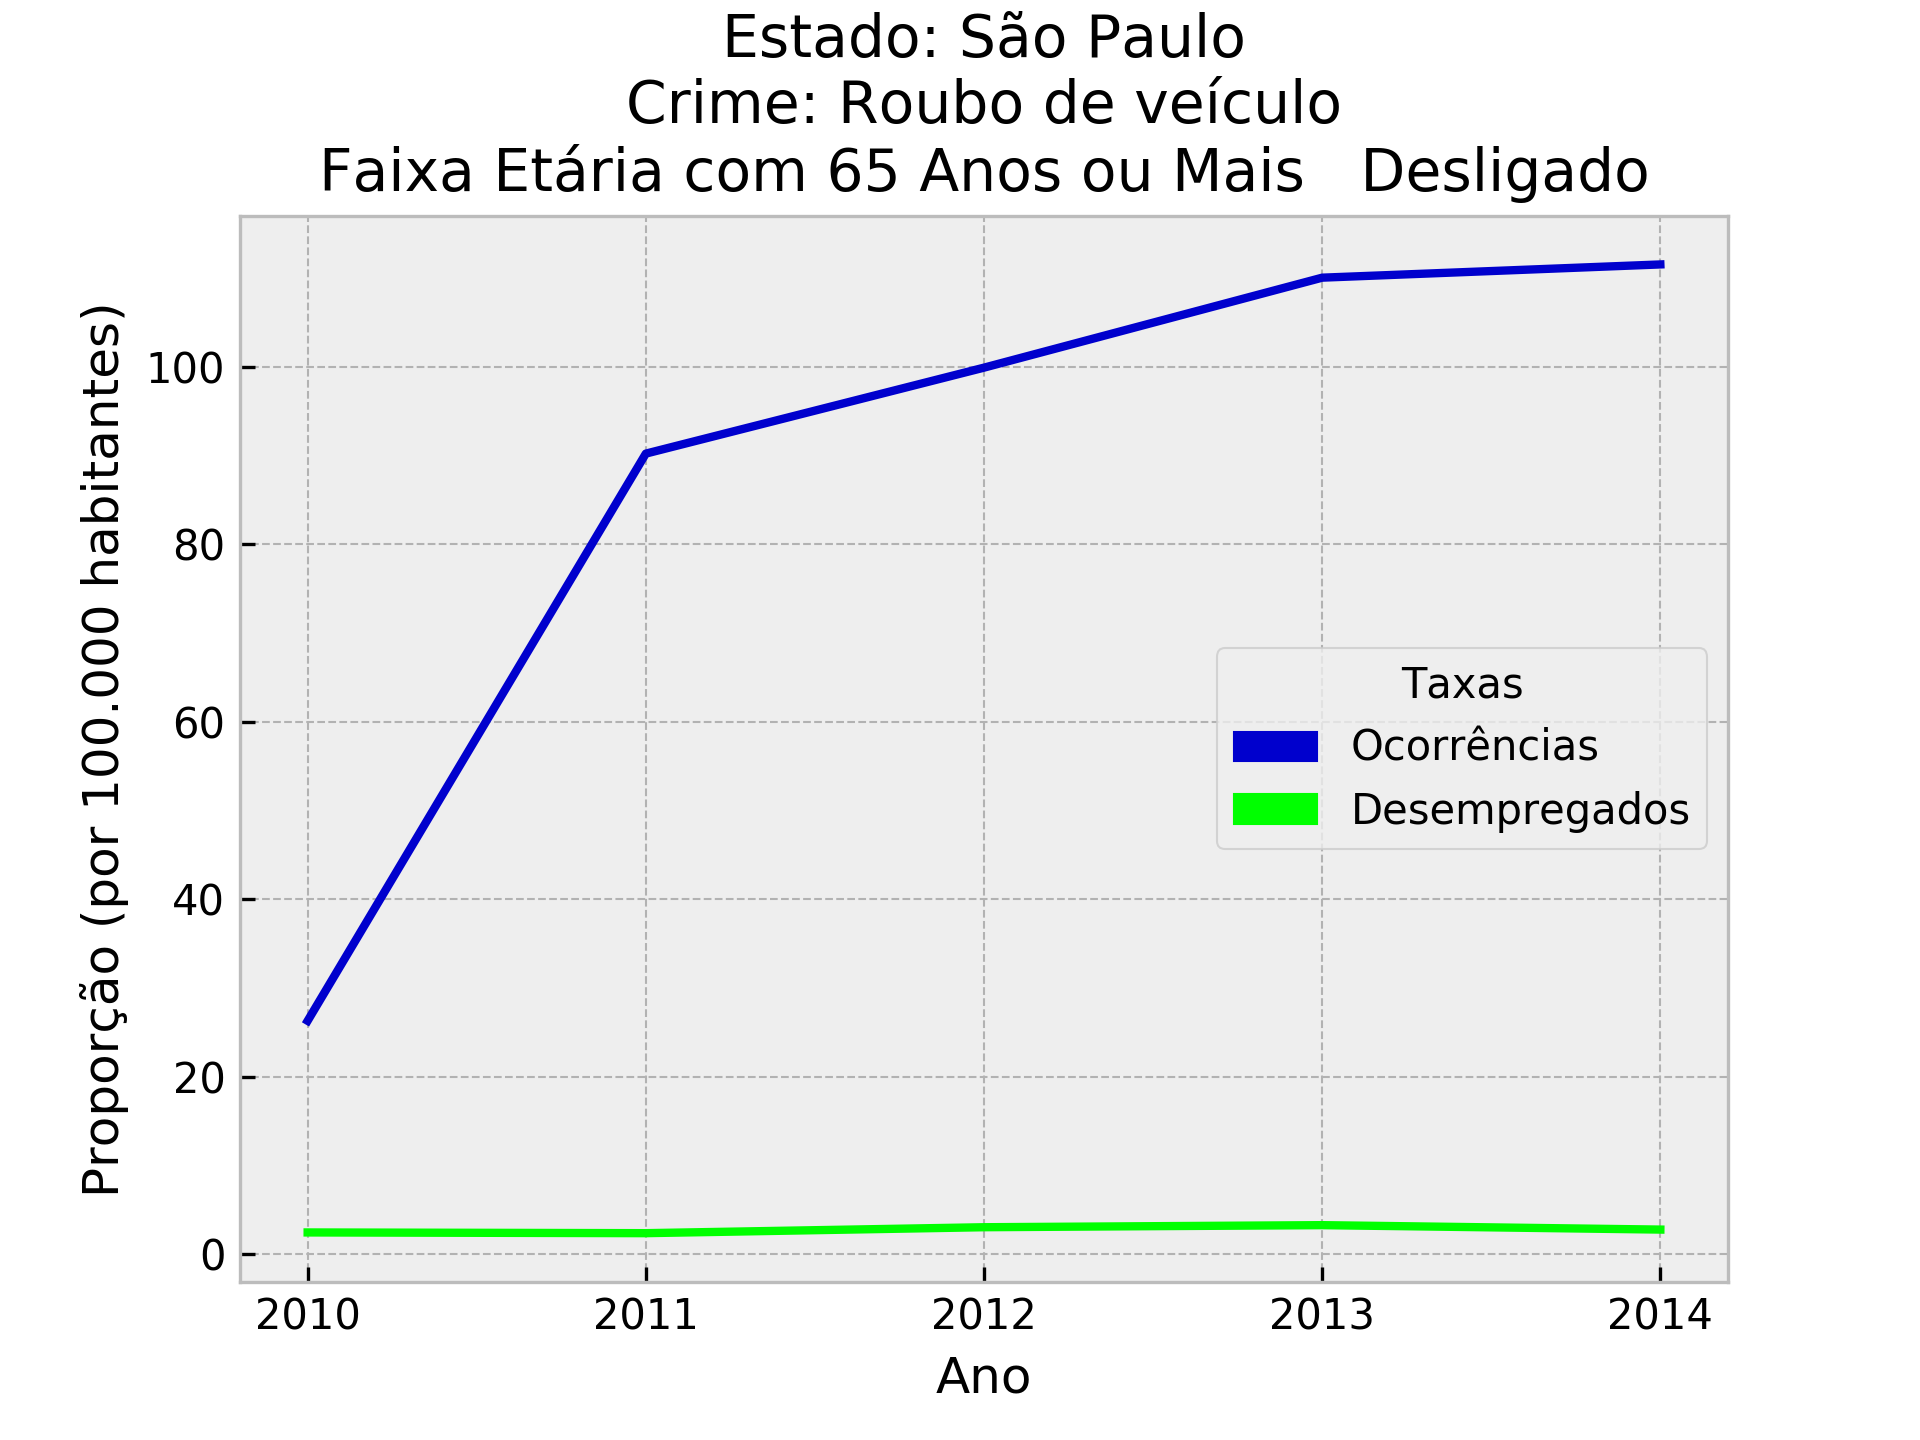 Estado: São Paulo
Crime: Roubo de veículo
Faixa Etária com 65 Anos ou Mais   Desligado
Proporção (por 100.000 habitantes)
100
80
60
40
20
0
Taxas
Ocorrências
Desempregados
2010 2011 2012 2013 2014
Ano